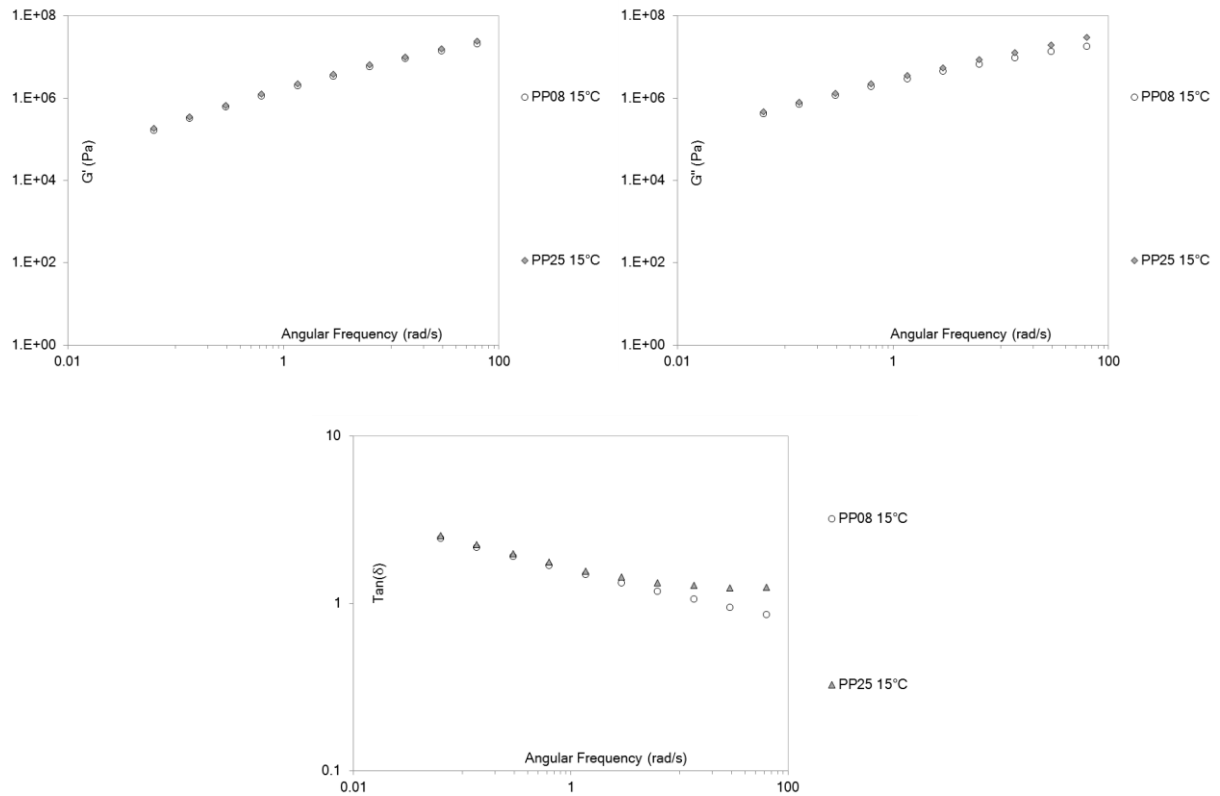 1.E+08
1.E+06
1.E+04
1.E+02
1.E+00
G' (Pa)
0.01
1
100
Angular Frequency (rad/s)
PP08 15°C
PP25 15°C
1.E+08
1.E+06
1.E+04
1.E+02
1.E+00
G'' (Pa)
0.01
1
100
Angular Frequency (rad/s)
PP08 15°C
PP25 15°C
10
1
0.1
Tan(δ)
0.01
1
100
Angular Frequency (rad/s)
PP08 15°C
PP25 15°C